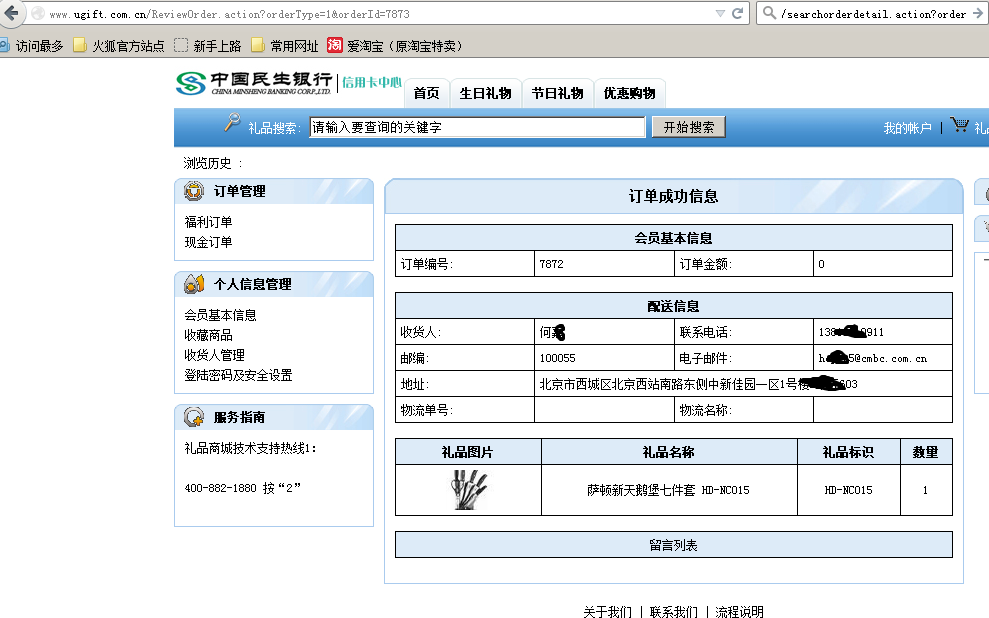 www.ugift.com.cn/ReviewOrder.action?orderType=1&orderId=7873
/searchorderdetail.action?order
访问最多 火狐官方站点 新手上路 常用网址 淘 爱淘宝（原淘宝特卖）
中国民生银行 信用卡中心
CHINA MINSHENG BANKING CORP.,LTD.
首页 生日礼物 节日礼物 优惠购物
礼品搜索: 请输入要查询的关键字 开始搜索 我的帐户 | 礼
浏览历史 :
订单管理
福利订单
现金订单
个人信息管理
会员基本信息
收藏商品
收货人管理
登陆密码及安全设置
服务指南
礼品商城技术支持热线1:
400-882-1880 按“2”
订单成功信息
会员基本信息
订单编号: 7872 订单金额: 0
配送信息
收货人: 何 联系电话: 13 0911
邮编: 100055 电子邮件: h 5@cmbc.com.cn
地址: 北京市西城区北京西站南路东侧中新佳园一区1号楼 603
物流单号: 物流名称:
礼品图片 礼品名称 礼品标识 数量
萨顿新天鹅堡七件套 HD-NC015 HD-NC015 1
留言列表
关于我们 | 联系我们 | 流程说明